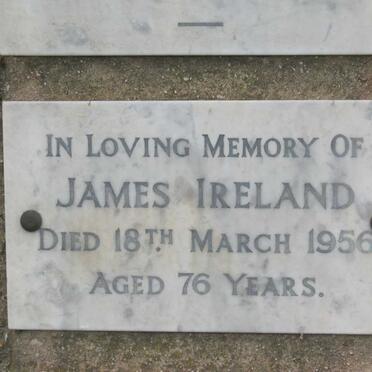 IN LOVING MEMORY OF
JAMES IRELAND
DIED 18TH. MARCH 1956
AGED 76 YEARS.